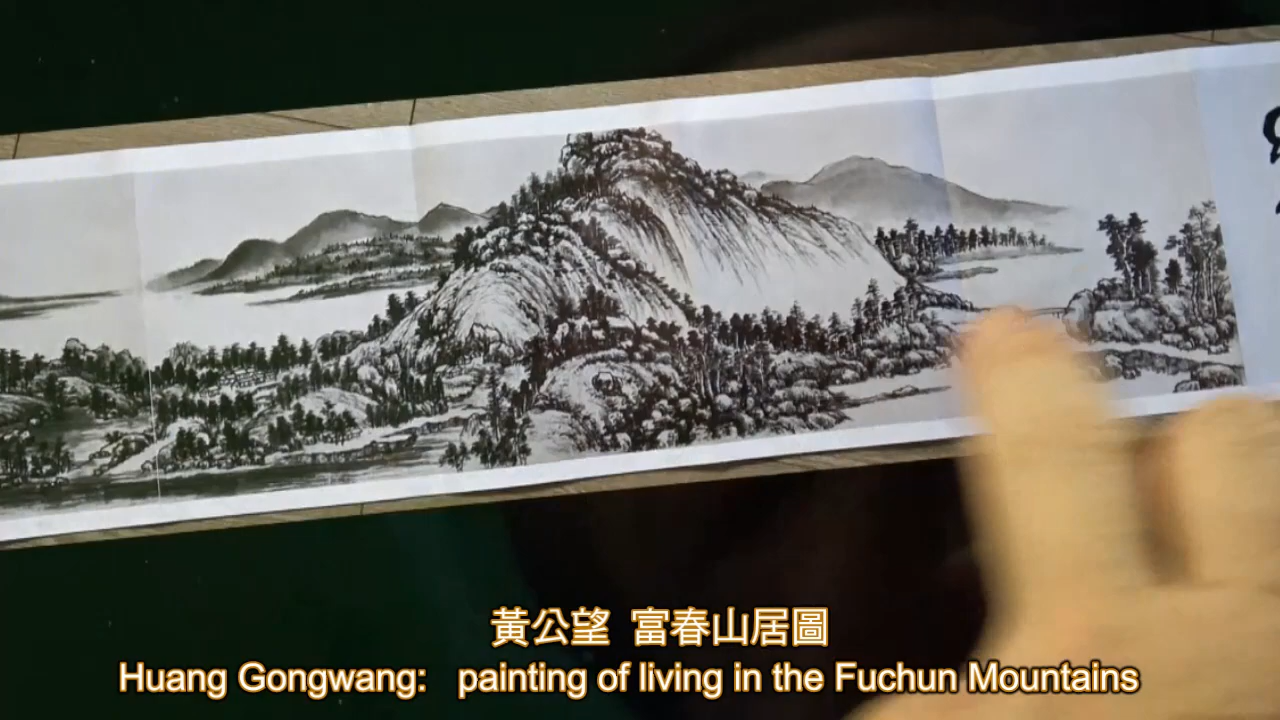 黃公望 富春山居圖
Huang Gongwang: painting of living in the Fuchun Mountains